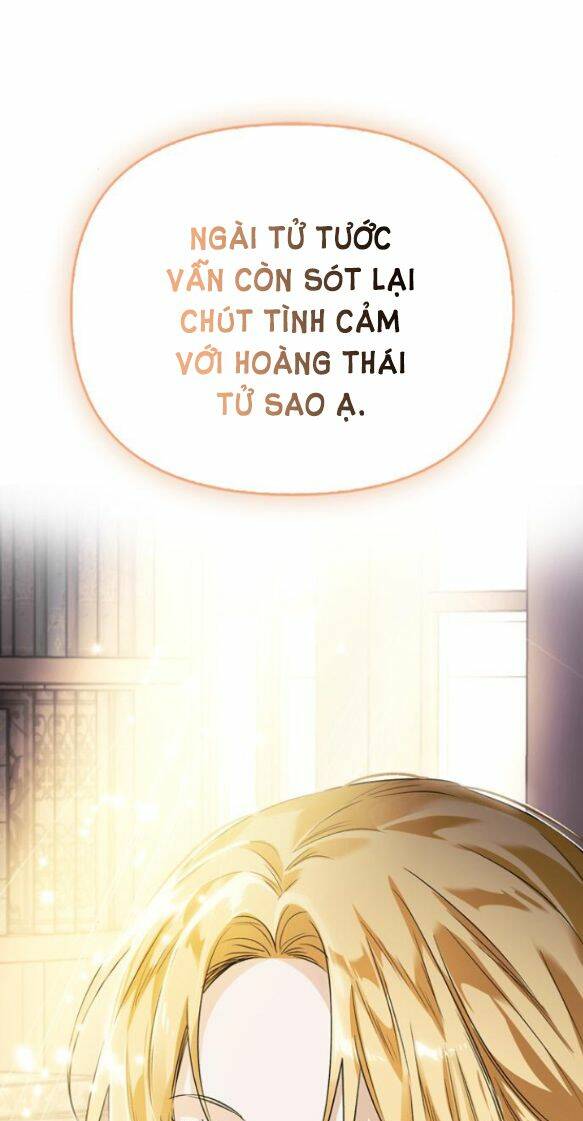 NGÀI TỬ TƯỚC
VẪN CÒN SÓT LẠI
CHÚT TÌNH CẢM
VỚI HOÀNG THÁI
TỬ SAO Ạ.